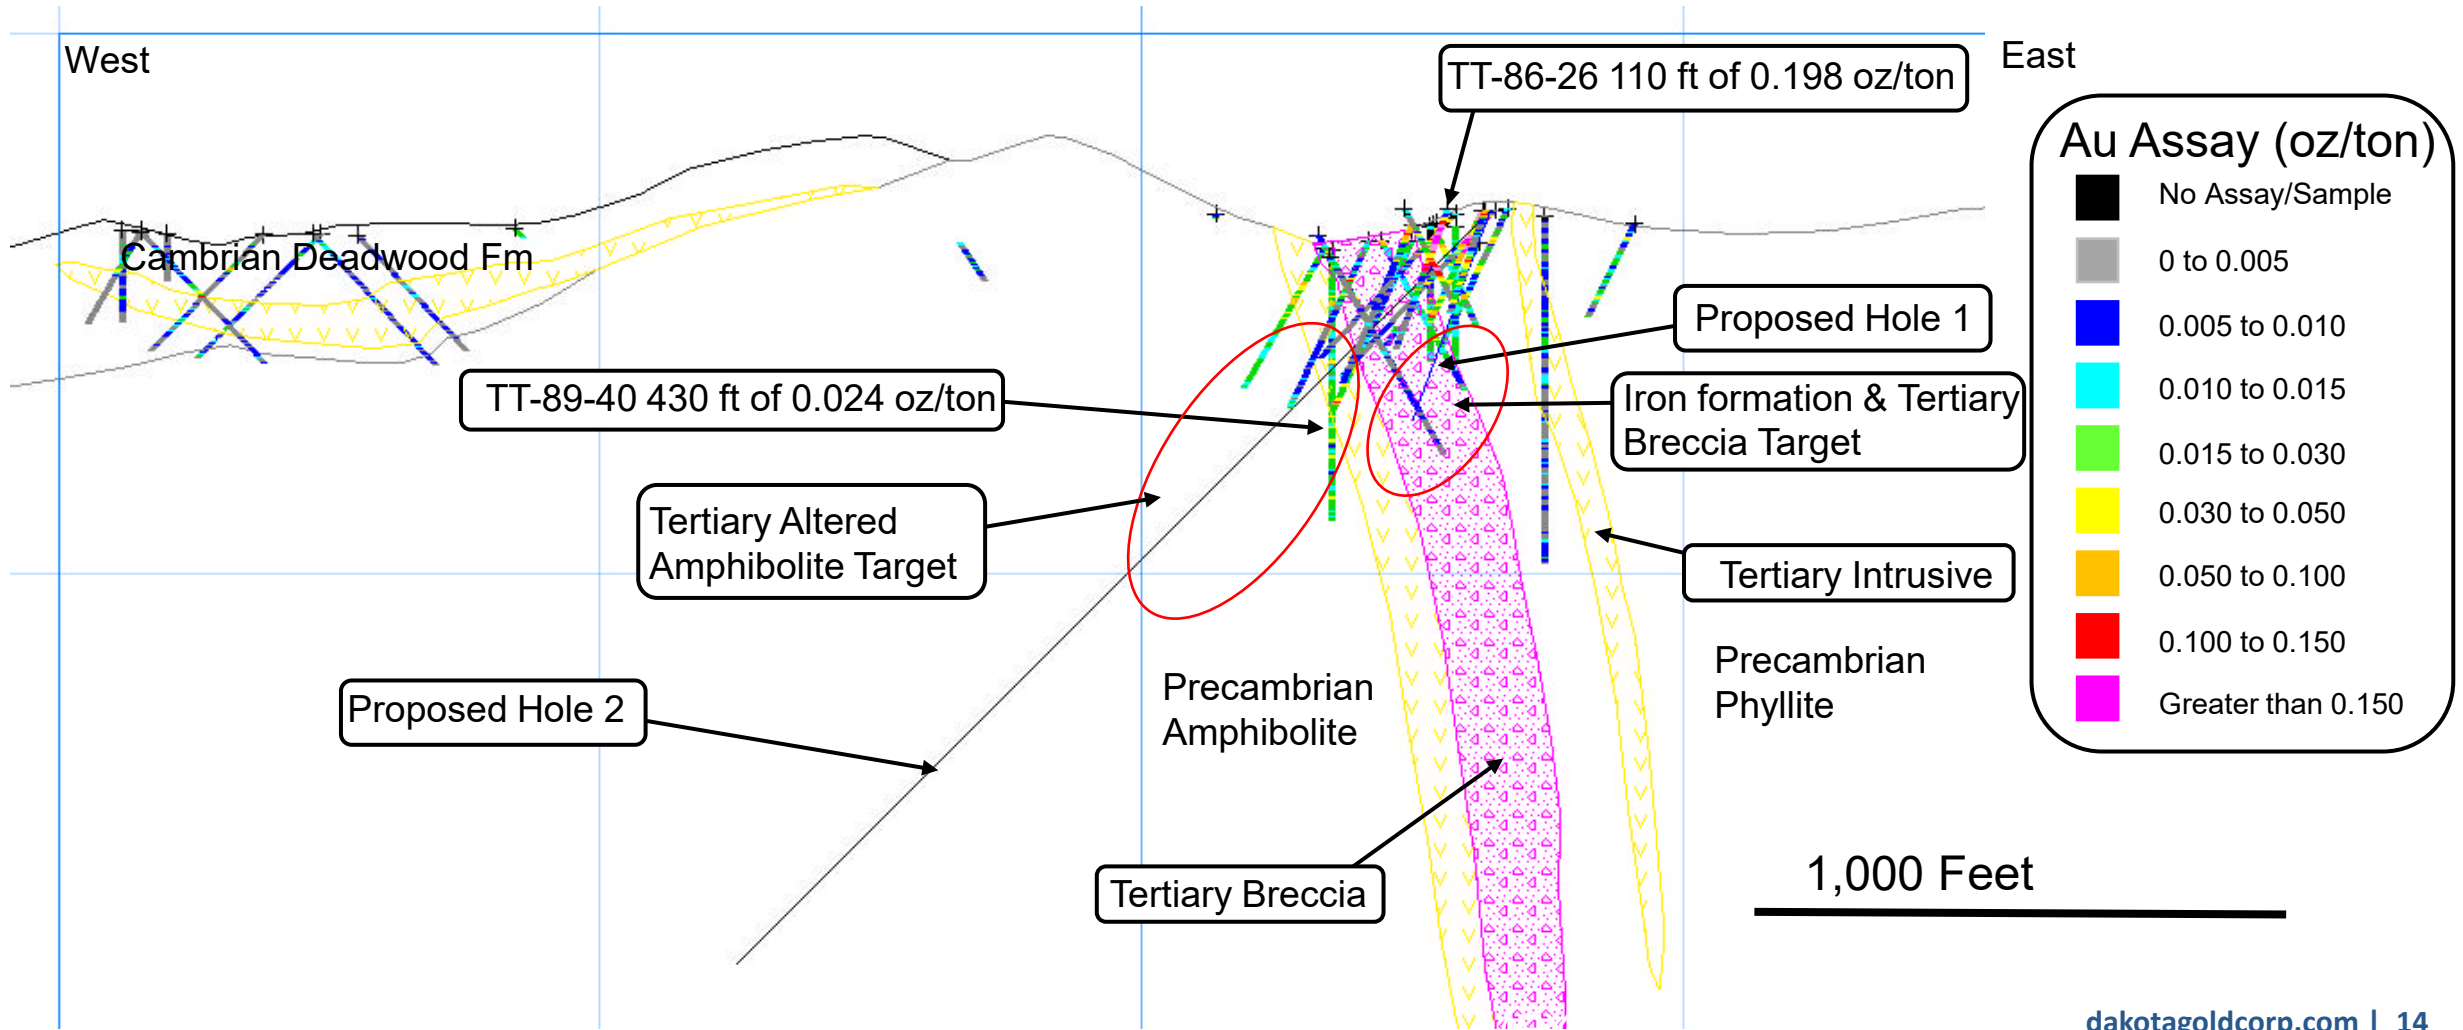 West
East
TT-86-26 110 ft of 0.198 oz/ton
Au Assay (oz/ton)
No Assay/Sample
0 to 0.005
0.005 to 0.010
0.010 to 0.015
0.015 to 0.030
0.030 to 0.050
0.050 to 0.100
0.100 to 0.150
Greater than 0.150
Cambrian Deadwood Fm
Proposed Hole 1
TT-89-40 430 ft of 0.024 oz/ton
Iron formation & Tertiary
Breccia Target
Tertiary Altered
Amphibolite Target
Tertiary Intrusive
Proposed Hole 2
Precambrian
Amphibolite
Precambrian
Phyllite
Tertiary Breccia
1,000 Feet
dakotagoldcorp.com | 14